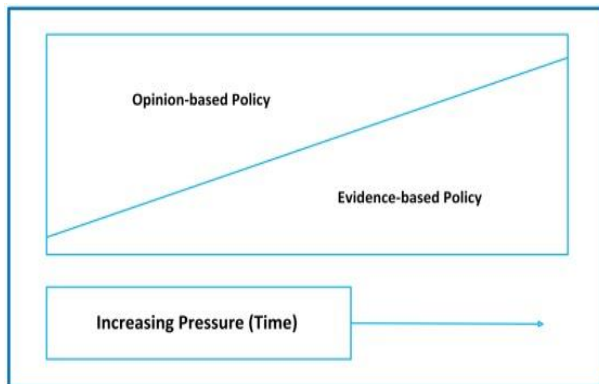 Opinion-based Policy
Evidence-based Policy
Increasing Pressure (Time)